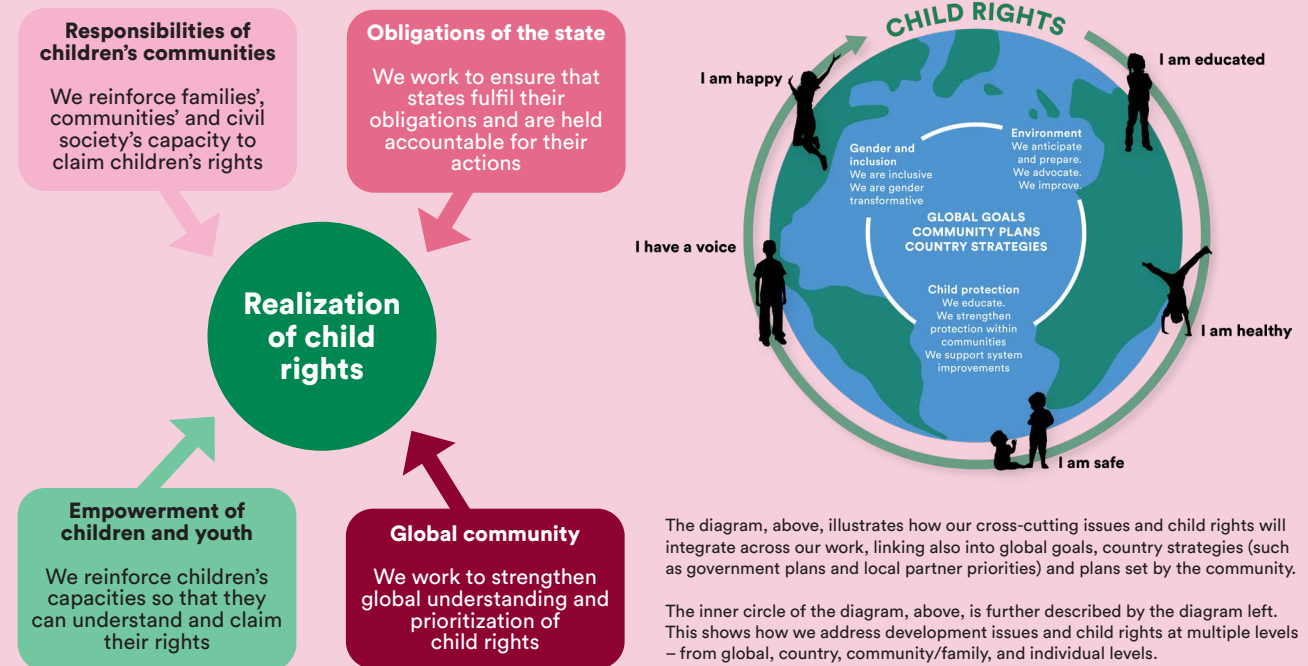 Responsibilities of
children's communities
We reinforce families',
communities' and civil
society's capacity to
claim children's rights
Obligations of the state
We work to ensure that
states fulfil their
obligations and are held
accountable for their
actions
Realization
of child
rights
Empowerment of
children and youth
We reinforce children's
capacities so that they
can understand and claim
their rights
Global community
We work to strengthen
global understanding and
prioritization of
child rights
CHILD RIGHTS
I am happy
I am educated
I have a voice
I am healthy
I am safe
Gender and
inclusion
We are inclusive
We are gender
transformative
Environment
We anticipate
and prepare.
We advocate.
We improve.
GLOBAL GOALS
COMMUNITY PLANS
COUNTRY STRATEGIES
Child protection
We educate.
We strengthen
protection within
communities
We support system
improvements
The diagram, above, illustrates how our cross-cutting issues and child rights will
integrate across our work, linking also into global goals, country strategies (such
as government plans and local partner priorities) and plans set by the community.
The inner circle of the diagram, above, is further described by the diagram left.
This shows how we address development issues and child rights at multiple levels
– from global, country, community/family, and individual levels.